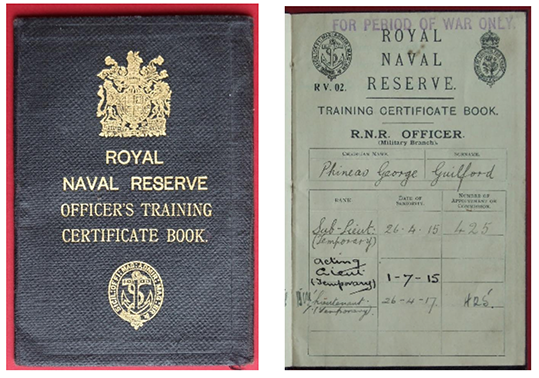 ROYAL
NAVAL RESERVE
OFFICER'S TRAINING
CERTIFICATE BOOK.
FOR PERIOD OF WAR ONLY.
ROYAL
NAVAL
RESERVE.
R V. 02.
TRAINING CERTIFICATE BOOK.
R.N.R. OFFICER.
(Military Branch).
CHRISTIAN NAME. SURNAME.
Phineas George Guilford
RANK. DATE OF SENIORITY. NUMBER OF APPOINTMENT OR COMMISSION.
Sub-Lieut. 26-4-15 425
(temporary)
Acting
Lieut 1-7-15
(Temporary)
Lieutenant 26-4-17 425
(Temporary)